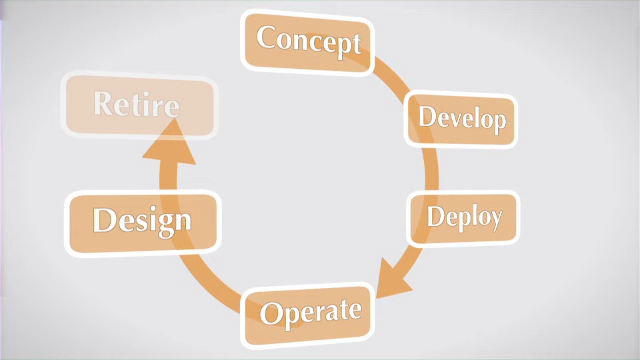 Concept
Develop
Deploy
Operate
Design
Retire